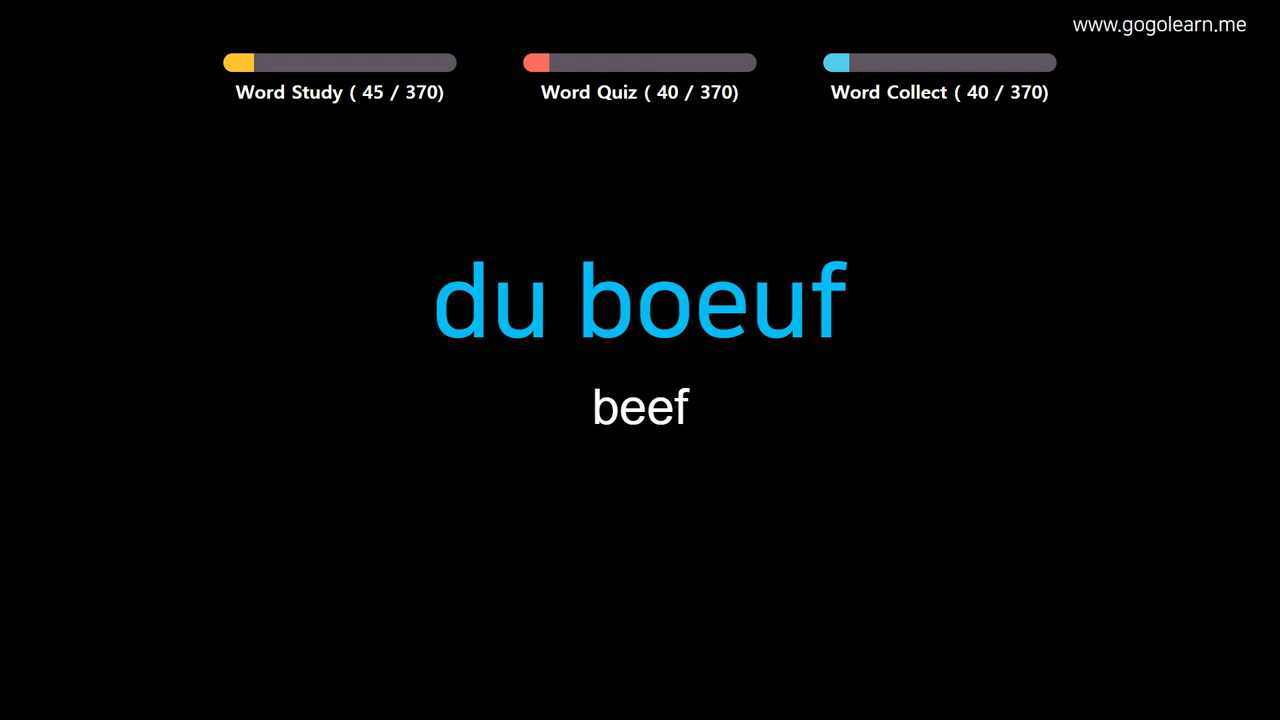 www.gogolearn.me
Word Study ( 45 / 370)
Word Quiz ( 40 / 370)
Word Collect ( 40 / 370)
du boeuf
beef